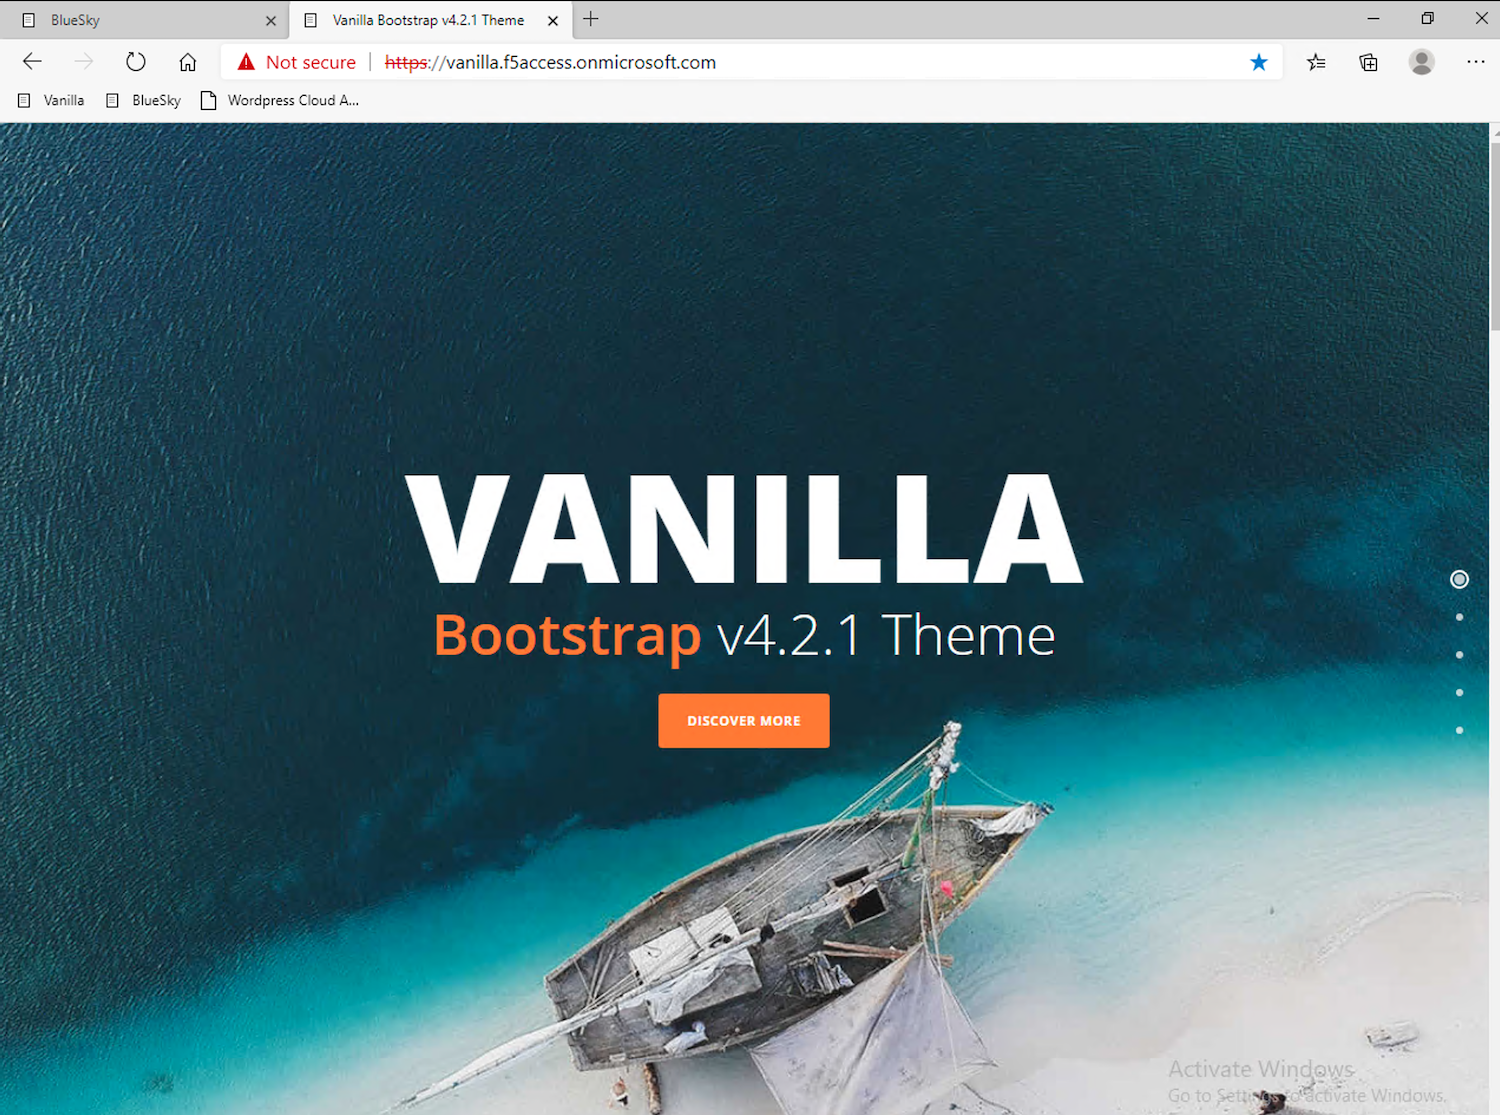 BlueSky
Vanilla Bootstrap v4.2.1 Theme
Not secure
https://vanilla.f5access.onmicrosoft.com
Vanilla
BlueSky
Wordpress Cloud A...
VANILLA
Bootstrap v4.2.1 Theme
DISCOVER MORE
Activate Windows
Go to Settings to activate Windows.